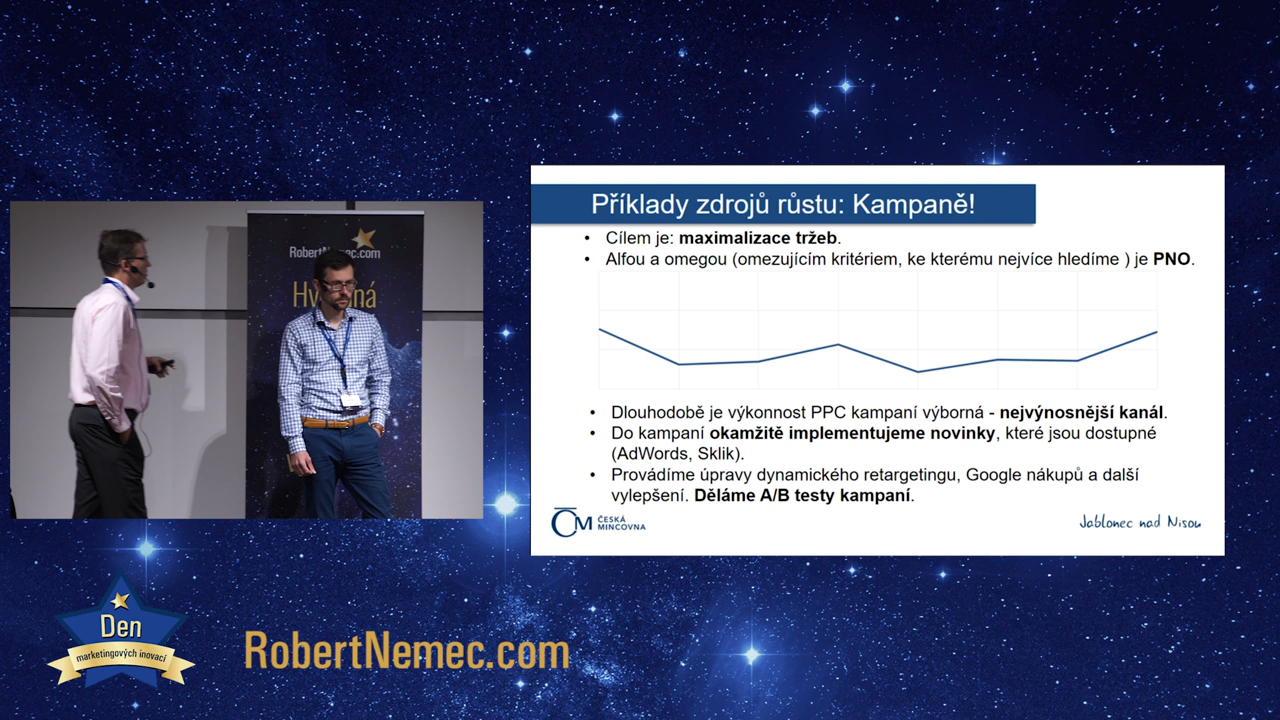 RobertNemec.com
Příklady zdrojů růstu: Kampaně!
• Cílem je: maximalizace tržeb.
• Alfou a omegou (omezujícím kritériem, ke kterému nejvíce hledíme ) je PNO.
• Dlouhodobě je výkonnost PPC kampaní výborná - nejvýnosnější kanál.
• Do kampaní okamžitě implementujeme novinky, které jsou dostupné
(AdWords, Sklik).
• Provádíme úpravy dynamického retargetingu, Google nákupů a další
vylepšení. Děláme A/B testy kampaní.
ČM ČESKÁ
MINCOVNA
Jablonec nad Nisou
Den
marketingových inovací
RobertNemec.com